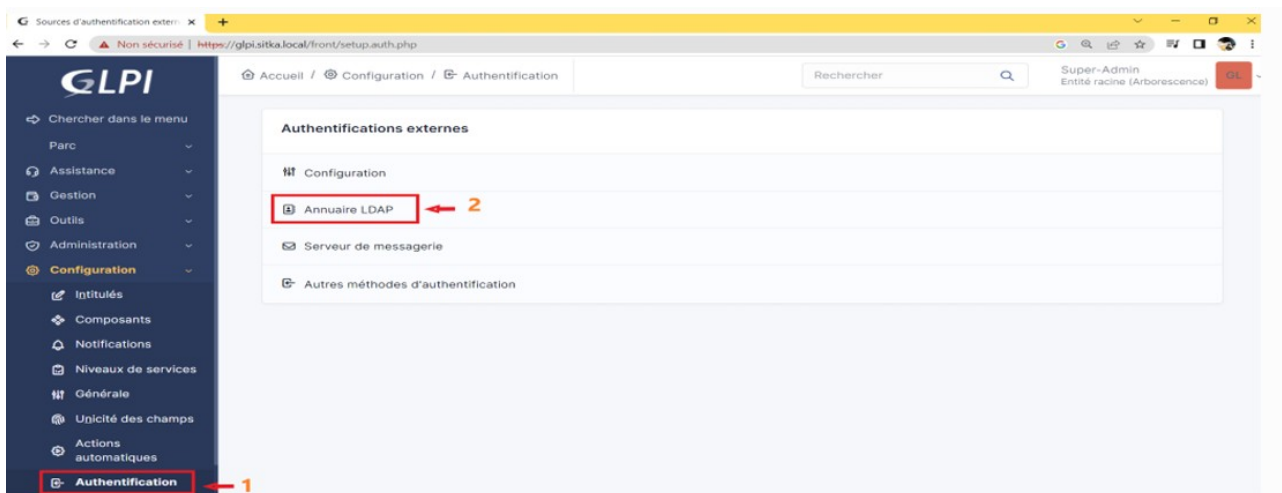 Sources d'authentification extern
Non sécurisé | https://glpi.sitka.local/front/setup.auth.php
GLPI
Accueil / Configuration / Authentification
Rechercher
Super-Admin
Entité racine (Arborescence)
GL
Chercher dans le menu
Parc
Assistance
Gestion
Outils
Administration
Configuration
Intitulés
Composants
Notifications
Niveaux de services
Générale
Unicité des champs
Actions
automatiques
Authentification
1
Authentifications externes
Configuration
Annuaire LDAP
2
Serveur de messagerie
Autres méthodes d'authentification